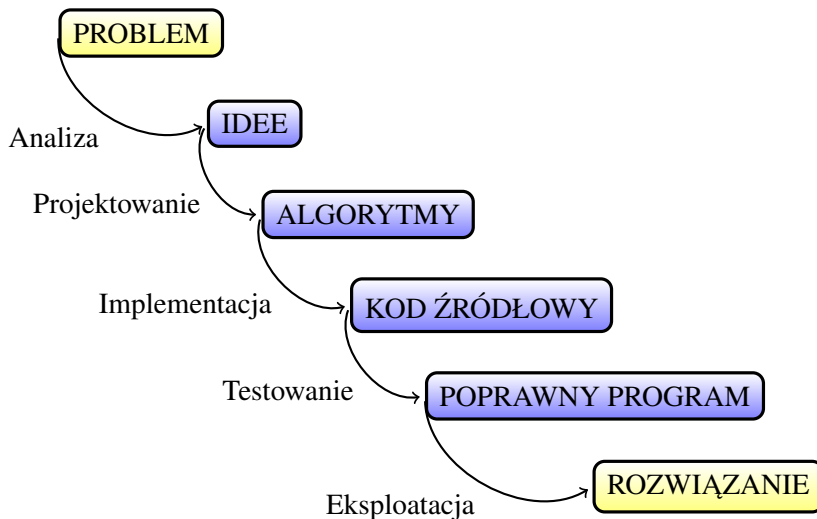 PROBLEM
Analiza
IDEE
Projektowanie
ALGORYTMY
Implementacja
KOD ŹRÓDŁOWY
Testowanie
POPRAWNY PROGRAM
Eksploatacja
ROZWIĄZANIE